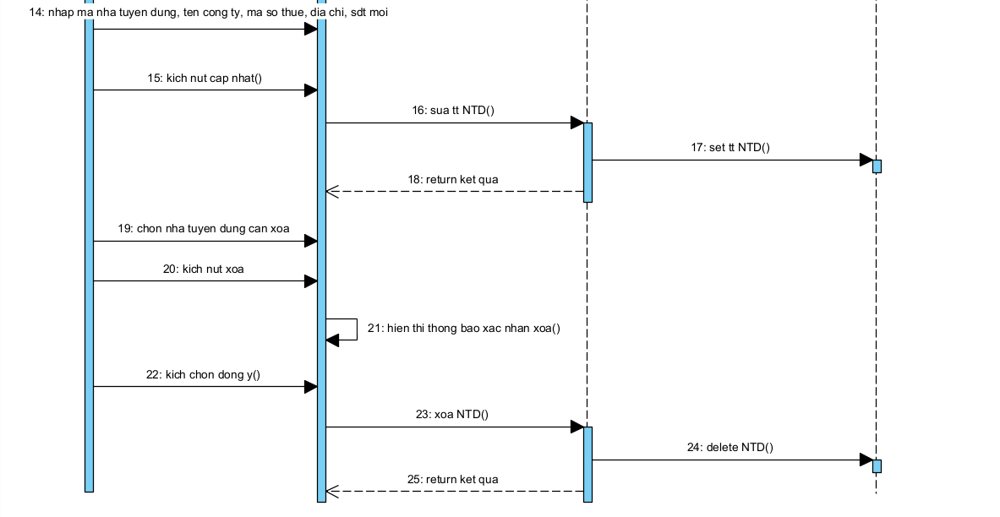 14: nhap ma nha tuyen dung, ten cong ty, ma so thue, dia chi, sdt moi
15: kich nut cap nhat()
16: sua tt NTD()
17: set tt NTD()
18: return ket qua
19: chon nha tuyen dung can xoa
20: kich nut xoa
21: hien thi thong bao xac nhan xoa()
22: kich chon dong y()
23: xoa NTD()
24: delete NTD()
25: return ket qua